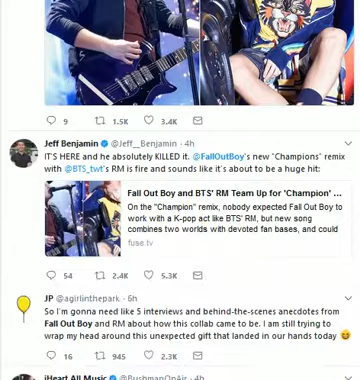 9 1.5K 3.4K
Jeff Benjamin @Jeff__Benjamin · 4h
IT'S HERE and he absolutely KILLED it. @FallOutBoy's new "Champions" remix
with @BTS_twt's RM is fire and sounds like it's about to be a huge hit:
Fall Out Boy and BTS' RM Team Up for 'Champion' ...
On the "Champion" remix, nobody expected Fall Out Boy to
work with a K-pop act like BTS' RM, but new song
combines two worlds with devoted fan bases, and could
fuse.tv
54 2.4K 5.3K
JP @agirlinthepark · 6h
So I'm gonna need like 5 interviews and behind-the-scenes anecdotes from
Fall Out Boy and RM about how this collab came to be. I am still trying to
wrap my head around this unexpected gift that landed in our hands today 😊
16 945 2.3K
iHeart All Music @BushmanOnAir · 4h